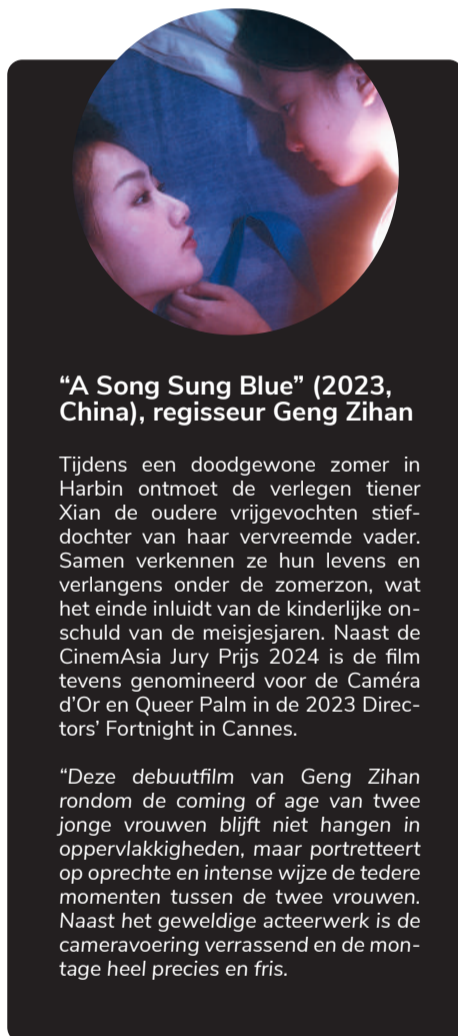 “A Song Sung Blue” (2023,
China), regisseur Geng Zihan
Tijdens een doodgewone zomer in
Harbin ontmoet de verlegen tiener
Xian de oudere vrijgevochten stief-
dochter van haar vervreemde vader.
Samen verkennen ze hun levens en
verlangens onder de zomerzon, wat
het einde inluidt van de kinderlijke on-
schuld van de meisjesjaren. Naast de
CinemAsia Jury Prijs 2024 is de film
tevens genomineerd voor de Caméra
d’Or en Queer Palm in de 2023 Direc-
tors’ Fortnight in Cannes.
“Deze debuutfilm van Geng Zihan
rondom de coming of age van twee
jonge vrouwen blijft niet hangen in
oppervlakkigheden, maar portretteert
op oprechte en intense wijze de tedere
momenten tussen de twee vrouwen.
Naast het geweldige acteerwerk is de
cameravoering verrassend en de mon-
tage heel precies en fris.